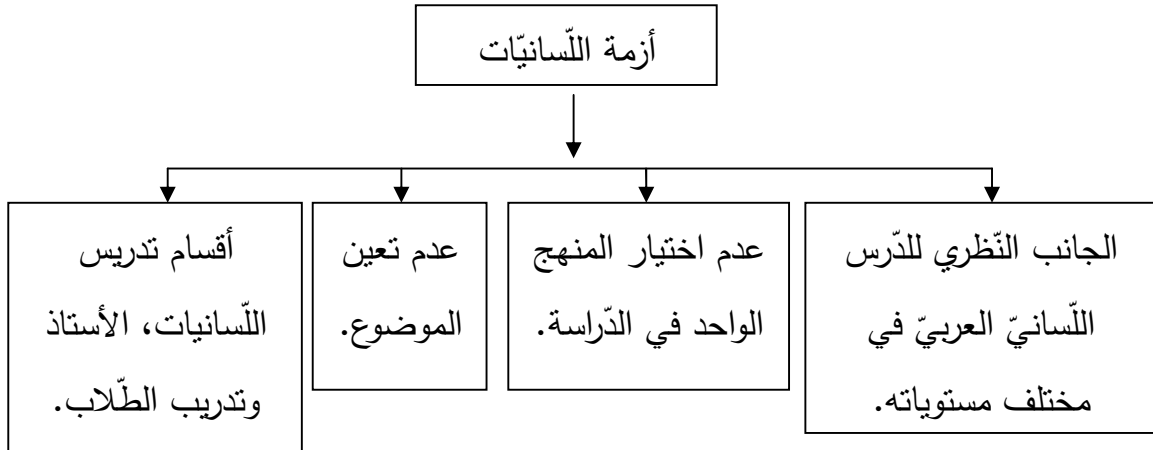 أزمة اللّسانيّات
الجانب النّظري للدّرس
اللّسانيّ العربيّ في
مختلف مستوياته.
عدم اختيار المنهج
الواحد في الدّراسة.
عدم تعين
الموضوع.
أقسام تدريس
اللّسانيات، الأستاذ
وتدريب الطّلاب.